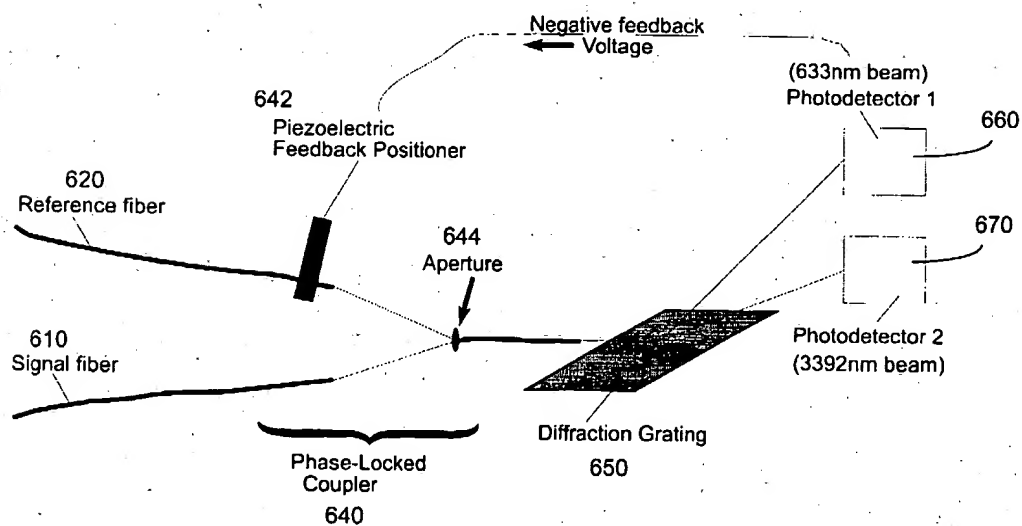 Negative feedback
Voltage
(633nm beam)
Photodetector 1
660
642
Piezoelectric
Feedback Positioner
620
Reference fiber
644
Aperture
670
610
Signal fiber
Photodetector 2
(3392nm beam)
Diffraction Grating
650
Phase-Locked
Coupler
640